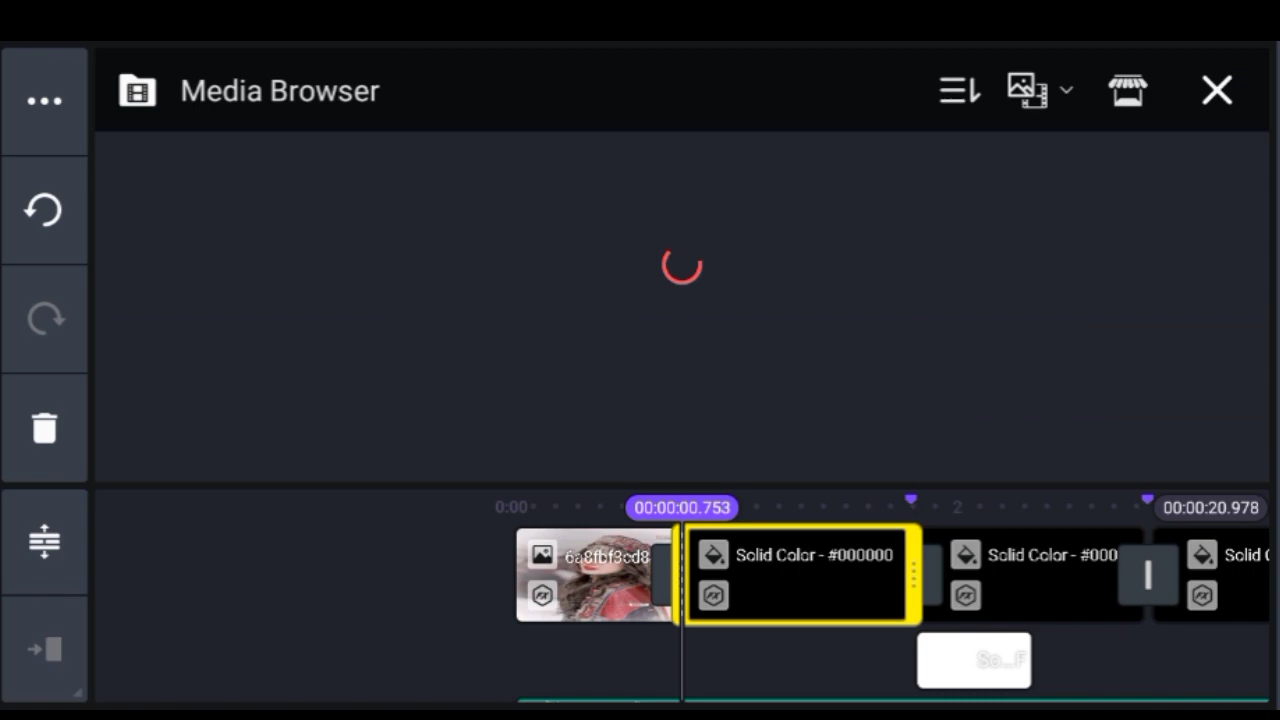 Media Browser
0:00
00:00:00.753
2
00:00:20.978
6a8fbf3cd8
Solid Color - #000000
Solid Color - #000
Solid C
So...F